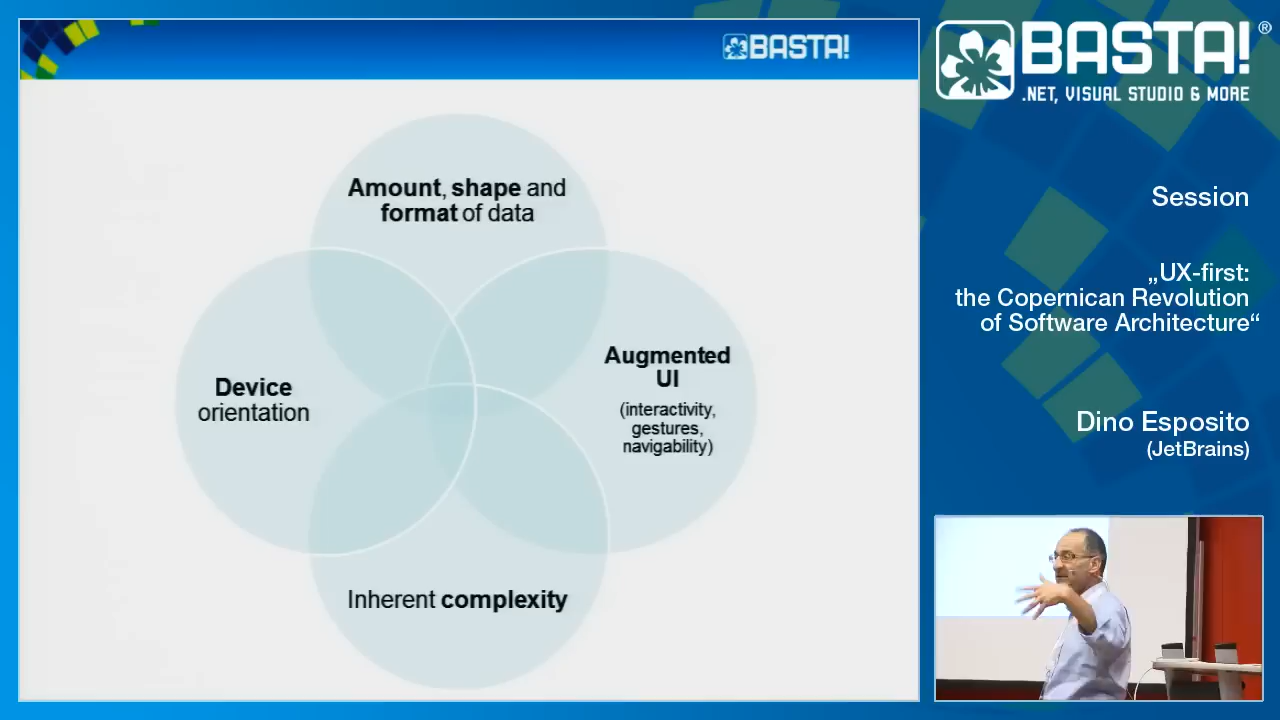 BASTA!
Amount, shape and
format of data
Device
orientation
Augmented
UI
(interactivity,
gestures,
navigability)
Inherent complexity
BASTA!®
.NET, VISUAL STUDIO & MORE
Session
„UX-first:
the Copernican Revolution
of Software Architecture“
Dino Esposito
(JetBrains)